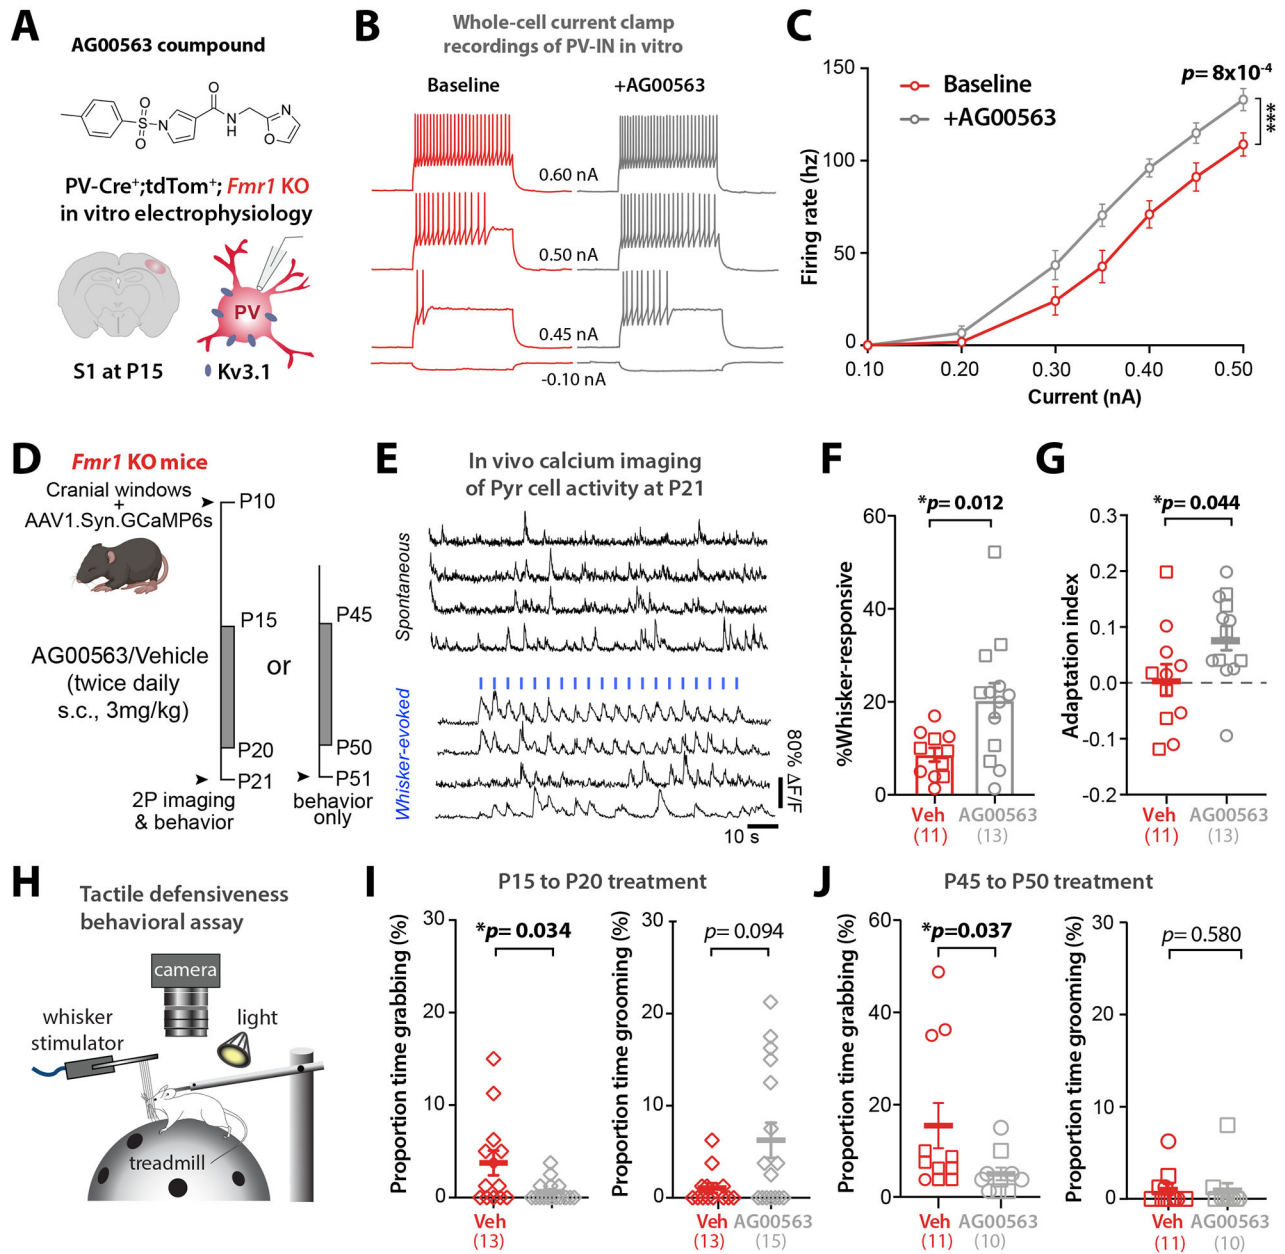 A
AG00563 coumpound
O
N
H
N
O
O
S
O
N
PV-Cre+;tdTom+; Fmr1 KO
in vitro electrophysiology
PV
S1 at P15
Kv3.1
B
Whole-cell current clamp
recordings of PV-IN in vitro
Baseline
+AG00563
0.60 nA
0.50 nA
0.45 nA
-0.10 nA
C
Baseline
+AG00563
p= 8x10-4
***
Firing rate (hz)
150
100
50
0
0.10
0.20
0.30
0.40
0.50
Current (nA)
D
Fmr1 KO mice
Cranial windows
+
AAV1.Syn.GCaMP6s
P10
P15
P45
AG00563/Vehicle
(twice daily
s.c., 3mg/kg)
or
P20
P50
P21
P51
2P imaging
& behavior
behavior
only
E
In vivo calcium imaging
of Pyr cell activity at P21
Spontaneous
Whisker-evoked
80% ΔF/F
10 s
F
*p= 0.012
%Whisker-responsive
60
40
20
0
Veh
(11)
AG00563
(13)
G
*p= 0.044
Adaptation index
0.3
0.2
0.1
0.0
-0.1
-0.2
Veh
(11)
AG00563
(13)
H
Tactile defensiveness
behavioral assay
camera
whisker
stimulator
light
treadmill
I
P15 to P20 treatment
Proportion time grabbing (%)
30
20
10
0
*p= 0.034
Veh
(13)
Proportion time grooming (%)
30
20
10
0
p= 0.094
Veh
(13)
AG00563
(15)
J
P45 to P50 treatment
Proportion time grabbing (%)
60
40
20
0
*p=0.037
Veh
(11)
AG00563
(10)
Proportion time grooming (%)
30
20
10
0
p= 0.580
Veh
(11)
AG00563
(10)